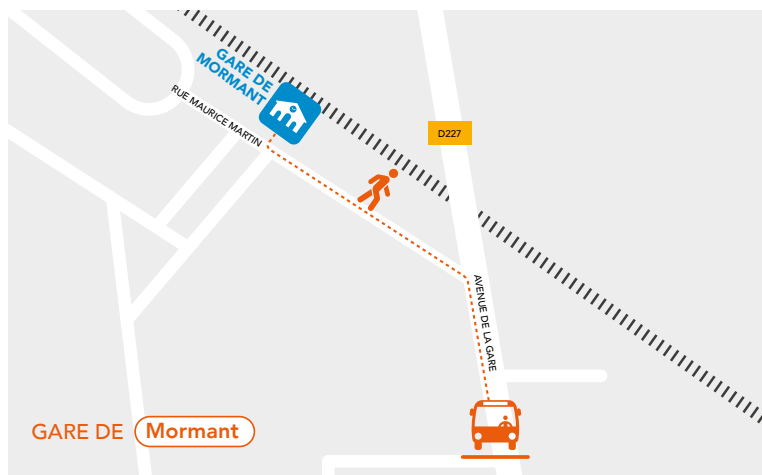 GARE DE
MORMANT
RUE MAURICE MARTIN
D227
AVENUE DE LA GARE
GARE DE Mormant